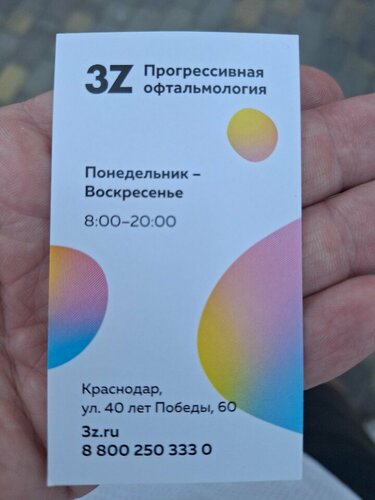 3Z Прогрессивная
офтальмология
Понедельник –
Воскресенье
8:00–20:00
Краснодар,
ул. 40 лет Победы, 60
3z.ru
8 800 250 333 0